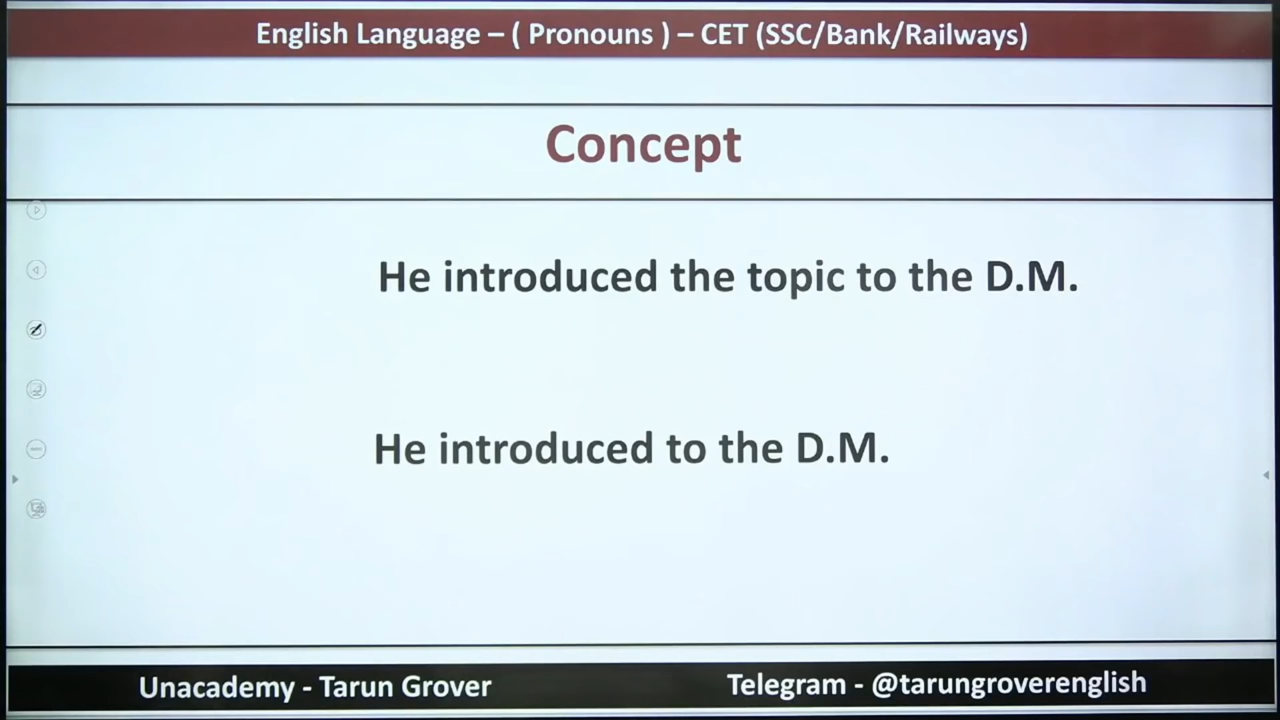 English Language – ( Pronouns ) – CET (SSC/Bank/Railways)
Concept
He introduced the topic to the D.M.
He introduced to the D.M.
Unacademy - Tarun Grover
Telegram - @tarungroverenglish